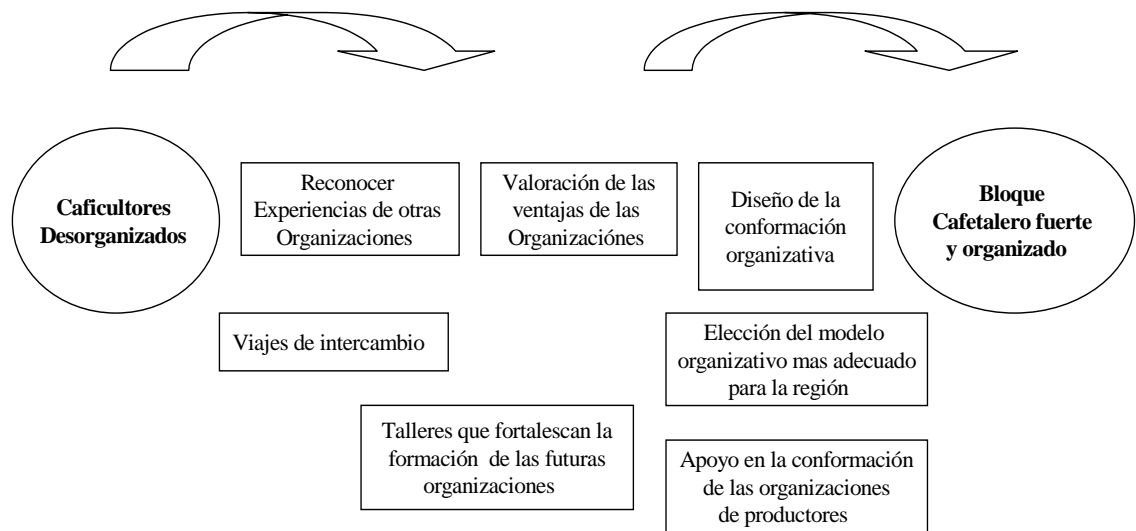 Caficultores
Desorganizados
Reconocer
Experiencias de otras
Organizaciones
Valoración de las
ventajas de las
Organizaciónes
Diseño de la
conformación
organizativa
Bloque
Cafetalero fuerte
y organizado
Viajes de intercambio
Elección del modelo
organizativo mas adecuado
para la región
Talleres que fortalescan la
formación de las futuras
organizaciones
Apoyo en la conformación
de las organizaciones
de productores